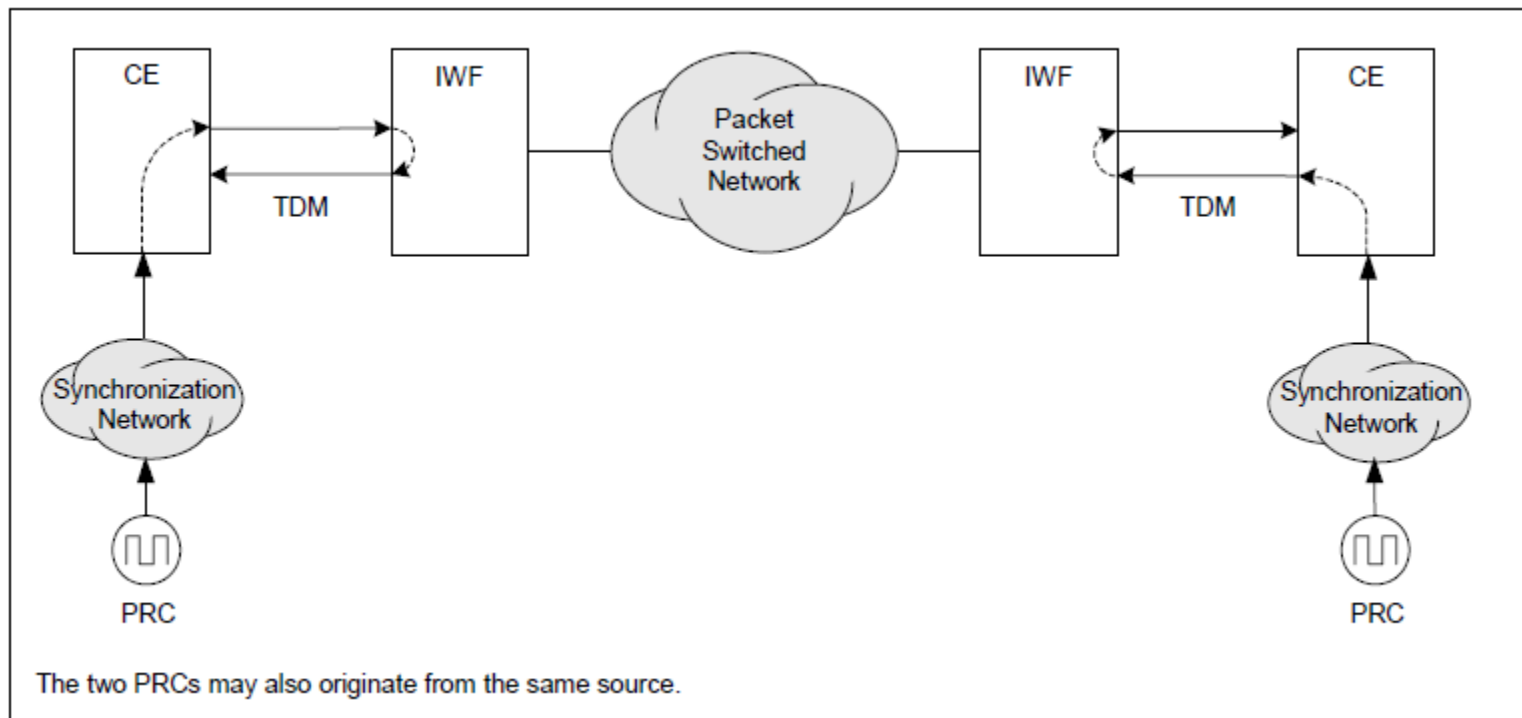 CE
IWF
IWF
CE
Packet
Switched
Network
TDM
TDM
Synchronization
Network
Synchronization
Network
PRC
PRC
The two PRCs may also originate from the same source.